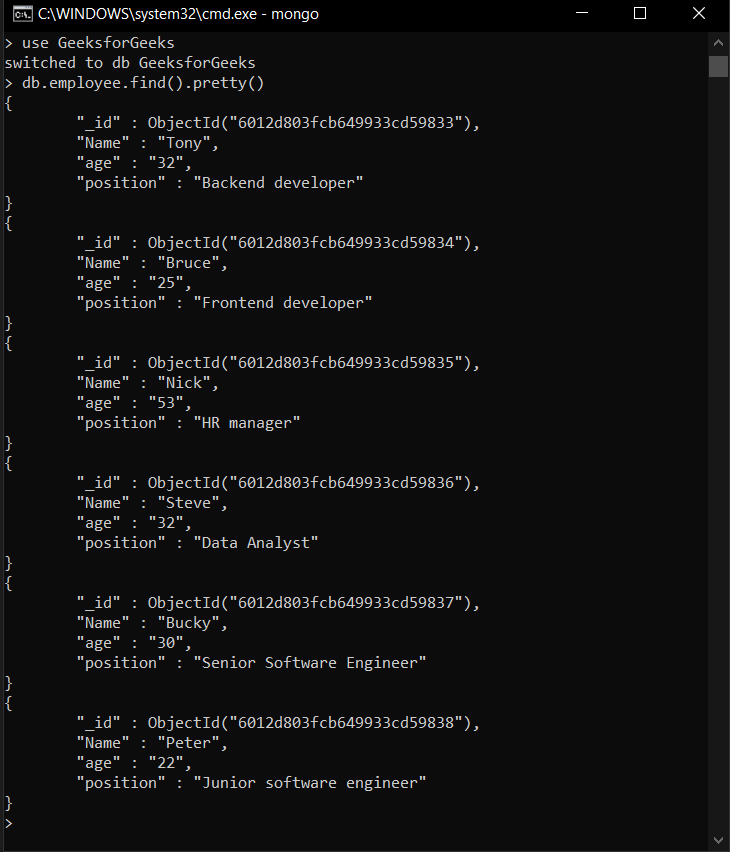 C:\WINDOWS\system32\cmd.exe - mongo
> use GeeksforGeeks
switched to db GeeksforGeeks
> db.employee.find().pretty()
{
        "_id" : ObjectId("6012d803fcb649933cd59833"),
        "Name" : "Tony",
        "age" : "32",
        "position" : "Backend developer"
}
{
        "_id" : ObjectId("6012d803fcb649933cd59834"),
        "Name" : "Bruce",
        "age" : "25",
        "position" : "Frontend developer"
}
{
        "_id" : ObjectId("6012d803fcb649933cd59835"),
        "Name" : "Nick",
        "age" : "53",
        "position" : "HR manager"
}
{
        "_id" : ObjectId("6012d803fcb649933cd59836"),
        "Name" : "Steve",
        "age" : "32",
        "position" : "Data Analyst"
}
{
        "_id" : ObjectId("6012d803fcb649933cd59837"),
        "Name" : "Bucky",
        "age" : "30",
        "position" : "Senior Software Engineer"
}
{
        "_id" : ObjectId("6012d803fcb649933cd59838"),
        "Name" : "Peter",
        "age" : "22",
        "position" : "Junior software engineer"
}
>